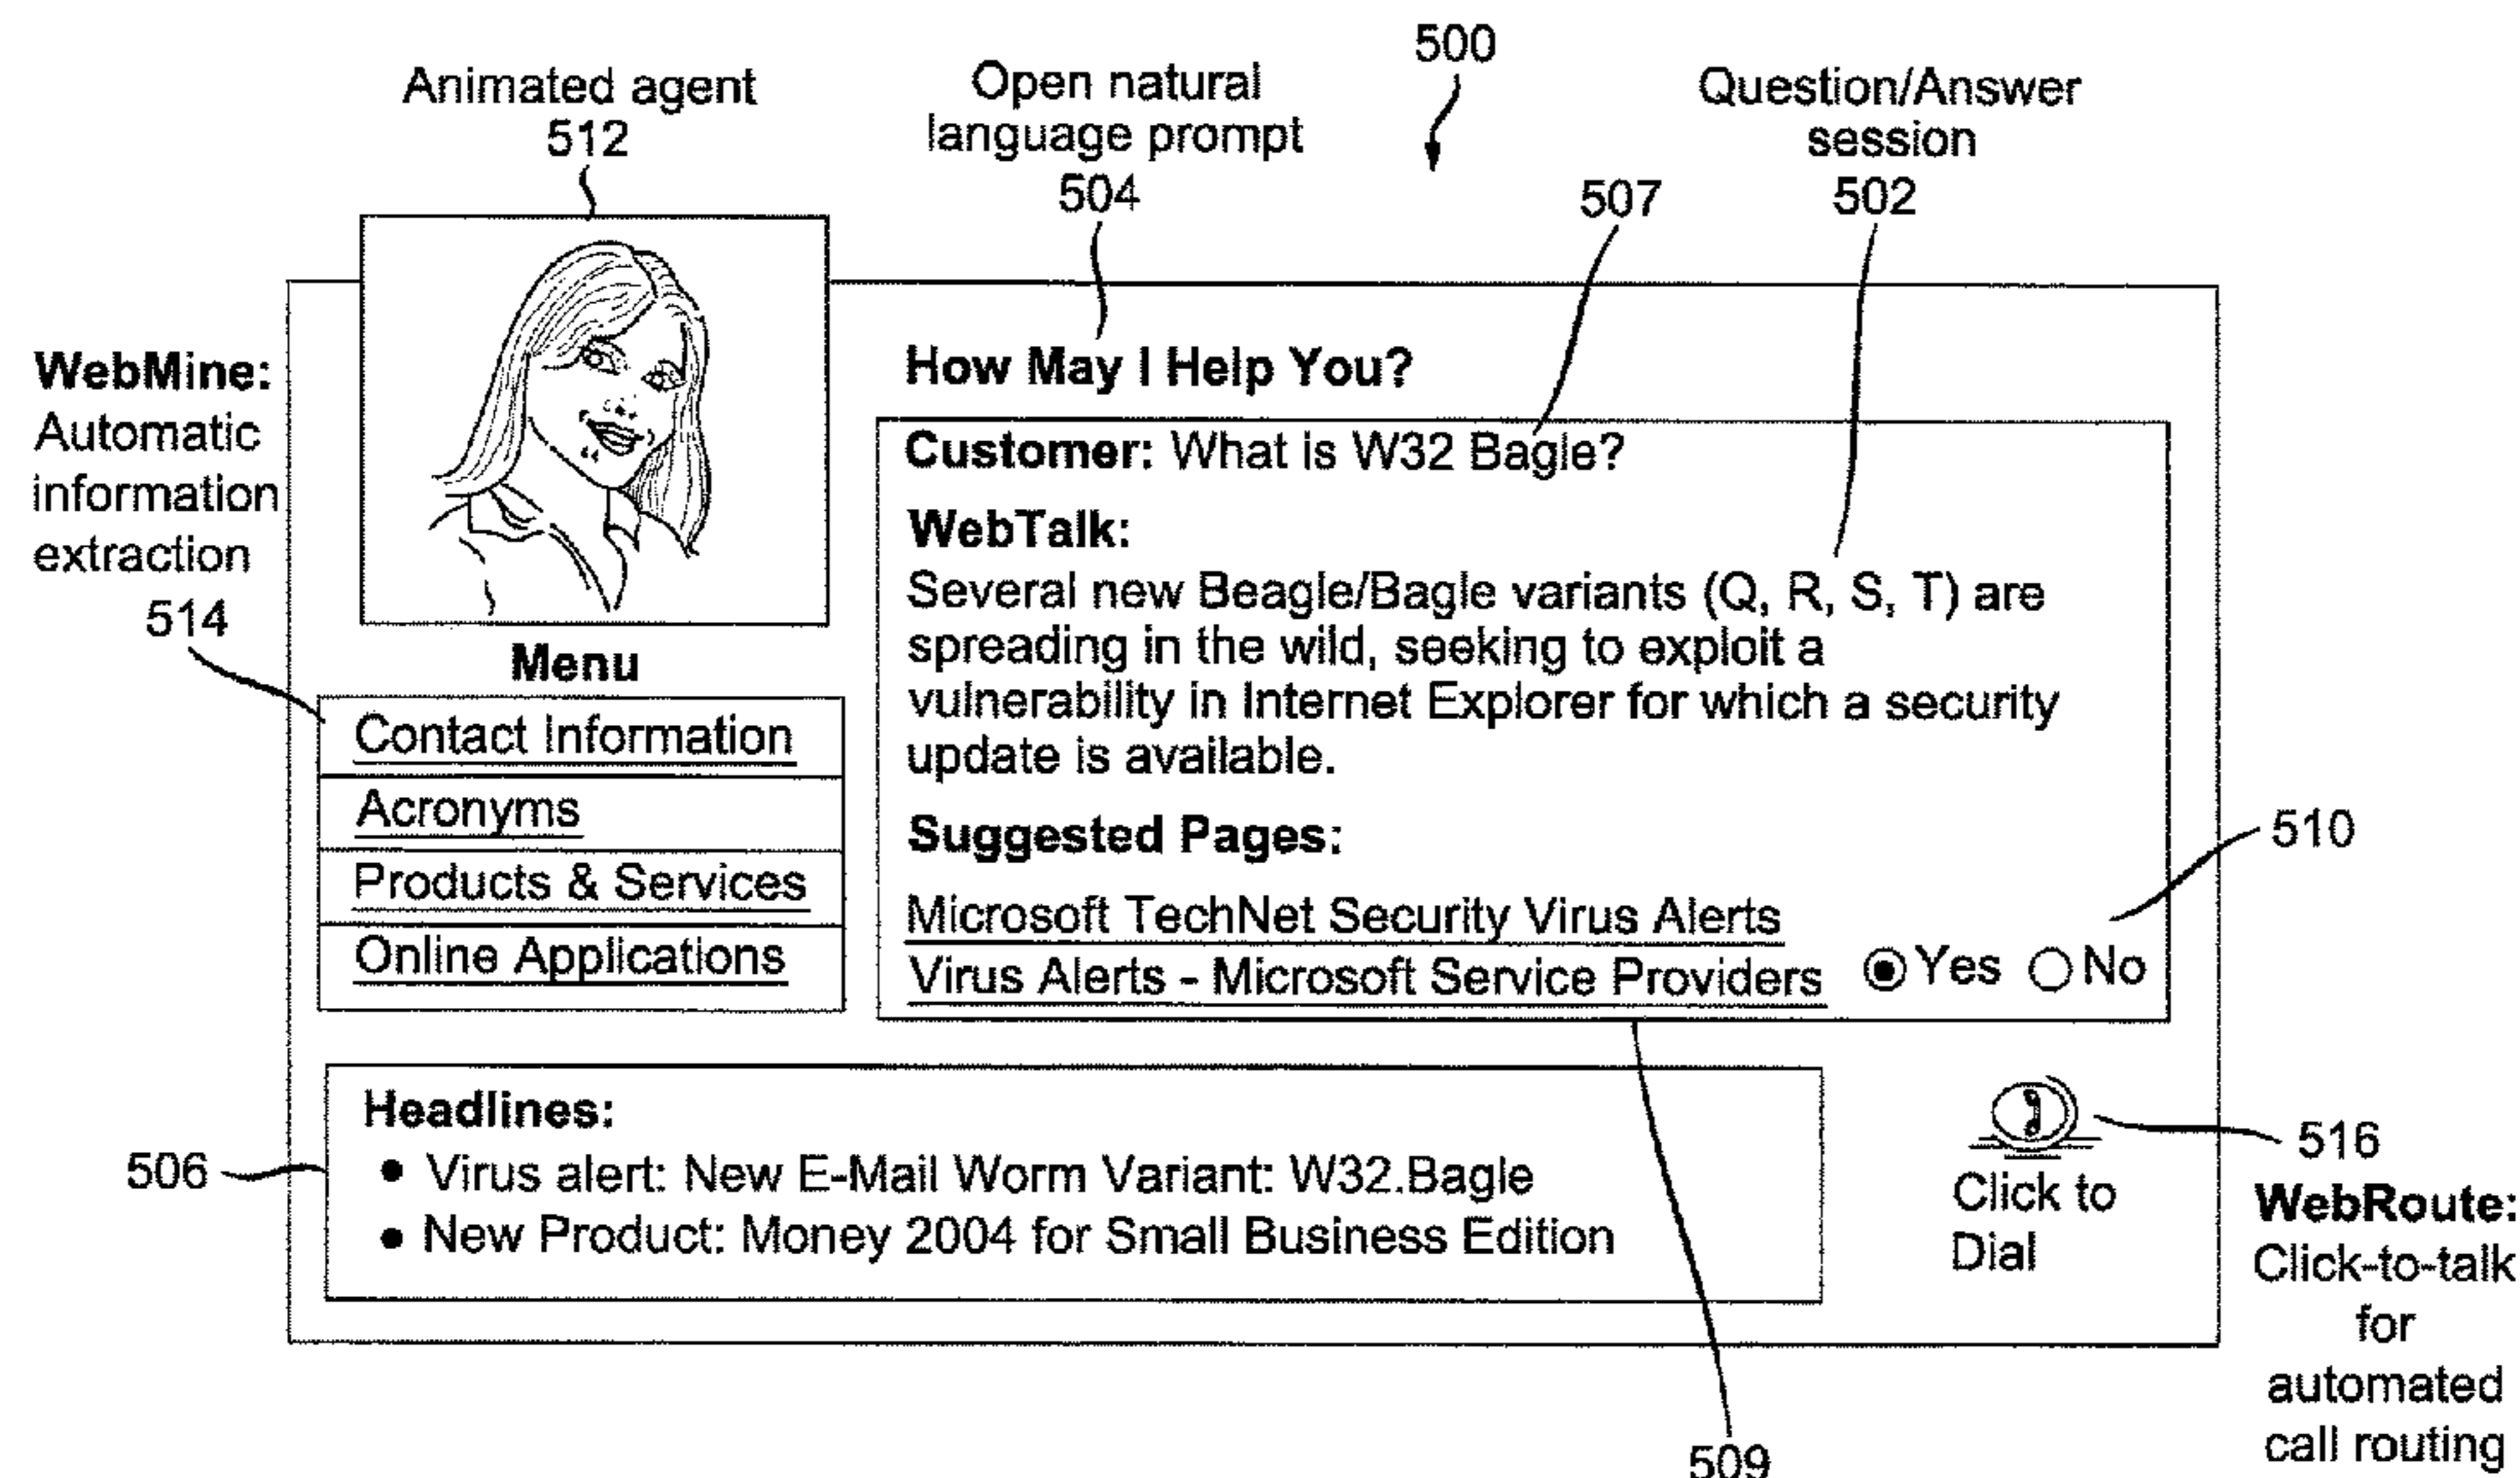 500
Animated agent
512
Open natural
language prompt
504
507
Question/Answer
session
502
WebMine:
Automatic
information
extraction
514
How May I Help You?
Customer: What is W32 Bagle?
WebTalk:
Several new Beagle/Bagle variants (Q, R, S, T) are
spreading in the wild, seeking to exploit a
vulnerability in Internet Explorer for which a security
update is available.
Suggested Pages:
Microsoft TechNet Security Virus Alerts
Virus Alerts - Microsoft Service Providers
Yes No
510
Menu
Contact Information
Acronyms
Products & Services
Online Applications
506
Headlines:
• Virus alert: New E-Mail Worm Variant: W32.Bagle
• New Product: Money 2004 for Small Business Edition
Click to
Dial
516
WebRoute:
Click-to-talk
for
automated
call routing
509